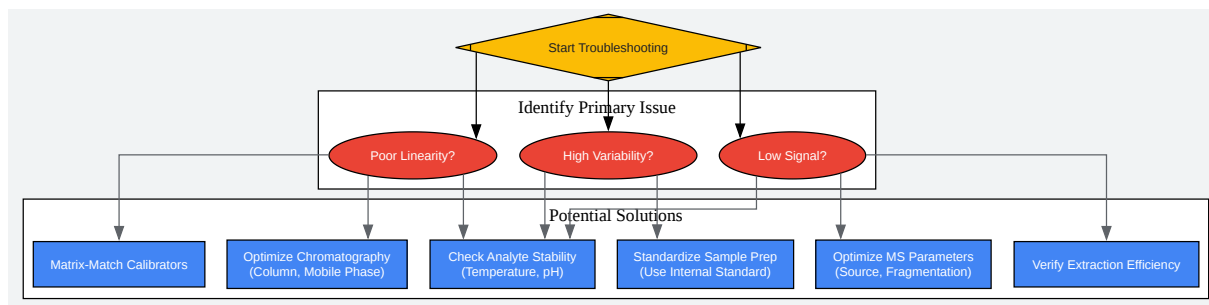 Start Troubleshooting
Identify Primary Issue
Poor Linearity?
High Variability?
Low Signal?
Potential Solutions
Matrix-Match Calibrators
Optimize Chromatography
(Column, Mobile Phase)
Check Analyte Stability
(Temperature, pH)
Standardize Sample Prep
(Use Internal Standard)
Optimize MS Parameters
(Source, Fragmentation)
Verify Extraction Efficiency